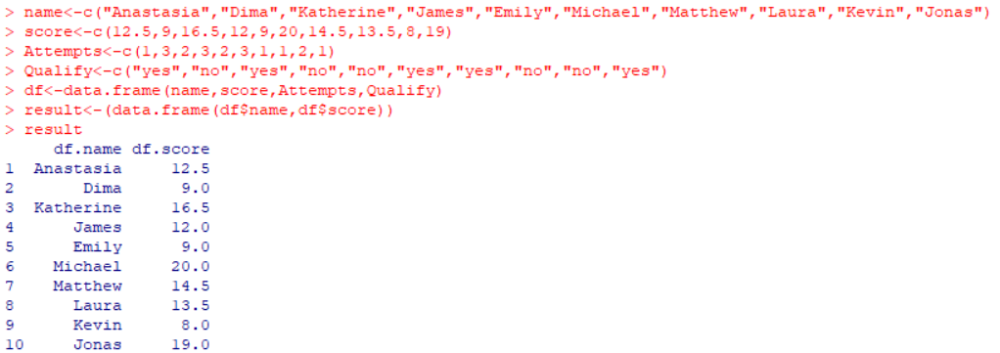 > name<-c("Anastasia","Dima","Katherine","James","Emily","Michael","Matthew","Laura","Kevin","Jonas")
> score<-c(12.5,9,16.5,12,9,20,14.5,13.5,8,19)
> Attempts<-c(1,3,2,3,2,3,1,1,2,1)
> Qualify<-c("yes","no","yes","no","no","yes","yes","no","no","yes")
> df<-data.frame(name,score,Attempts,Qualify)
> result<-(data.frame(df$name,df$score))
> result
     df.name df.score
1  Anastasia     12.5
2       Dima      9.0
3  Katherine     16.5
4      James     12.0
5      Emily      9.0
6    Michael     20.0
7    Matthew     14.5
8      Laura     13.5
9      Kevin      8.0
10     Jonas     19.0